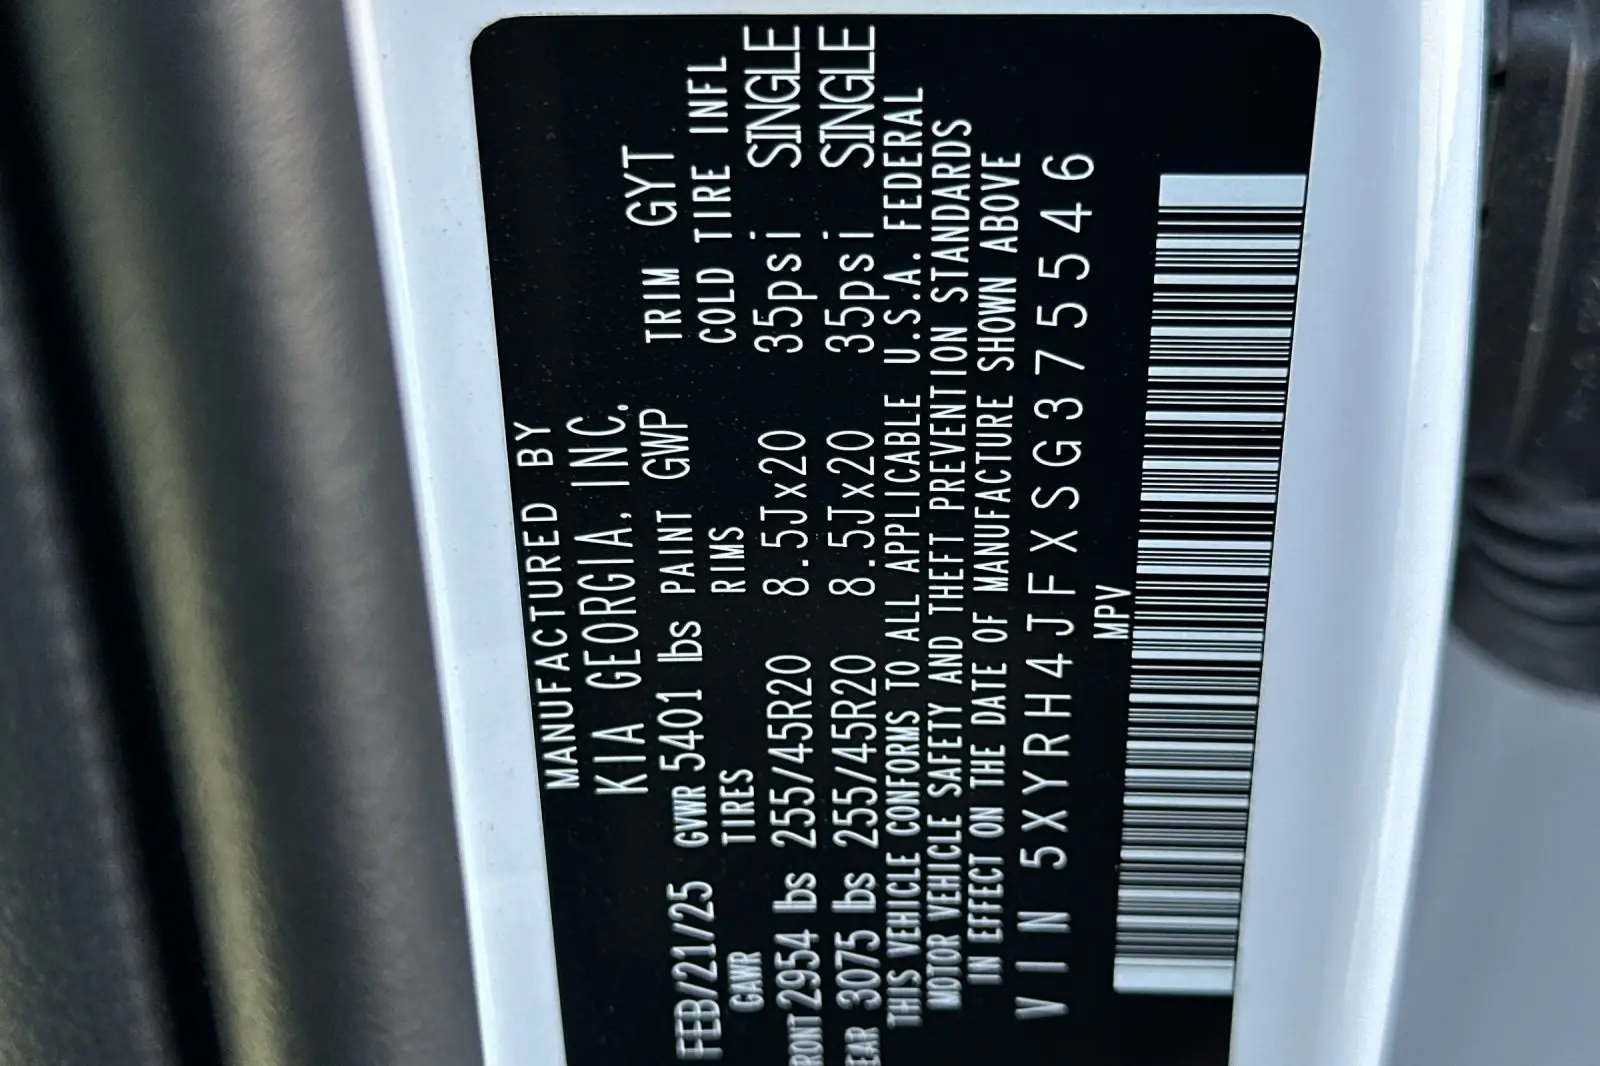 MANUFACTURED BY
KIA GEORGIA, INC.
FEB/21/25 GVWR 5401 lbs PAINT GWP TRIM GYT
GAWR TIRES RIMS COLD TIRE INFL
FRONT 2954 lbs 255/45R20 8.5Jx20 35psi SINGLE
REAR 3075 lbs 255/45R20 8.5Jx20 35psi SINGLE
THIS VEHICLE CONFORMS TO ALL APPLICABLE U.S.A. FEDERAL
MOTOR VEHICLE SAFETY AND THEFT PREVENTION STANDARDS
IN EFFECT ON THE DATE OF MANUFACTURE SHOWN ABOVE
VIN 5XYRH4JFXSG375546
MPV